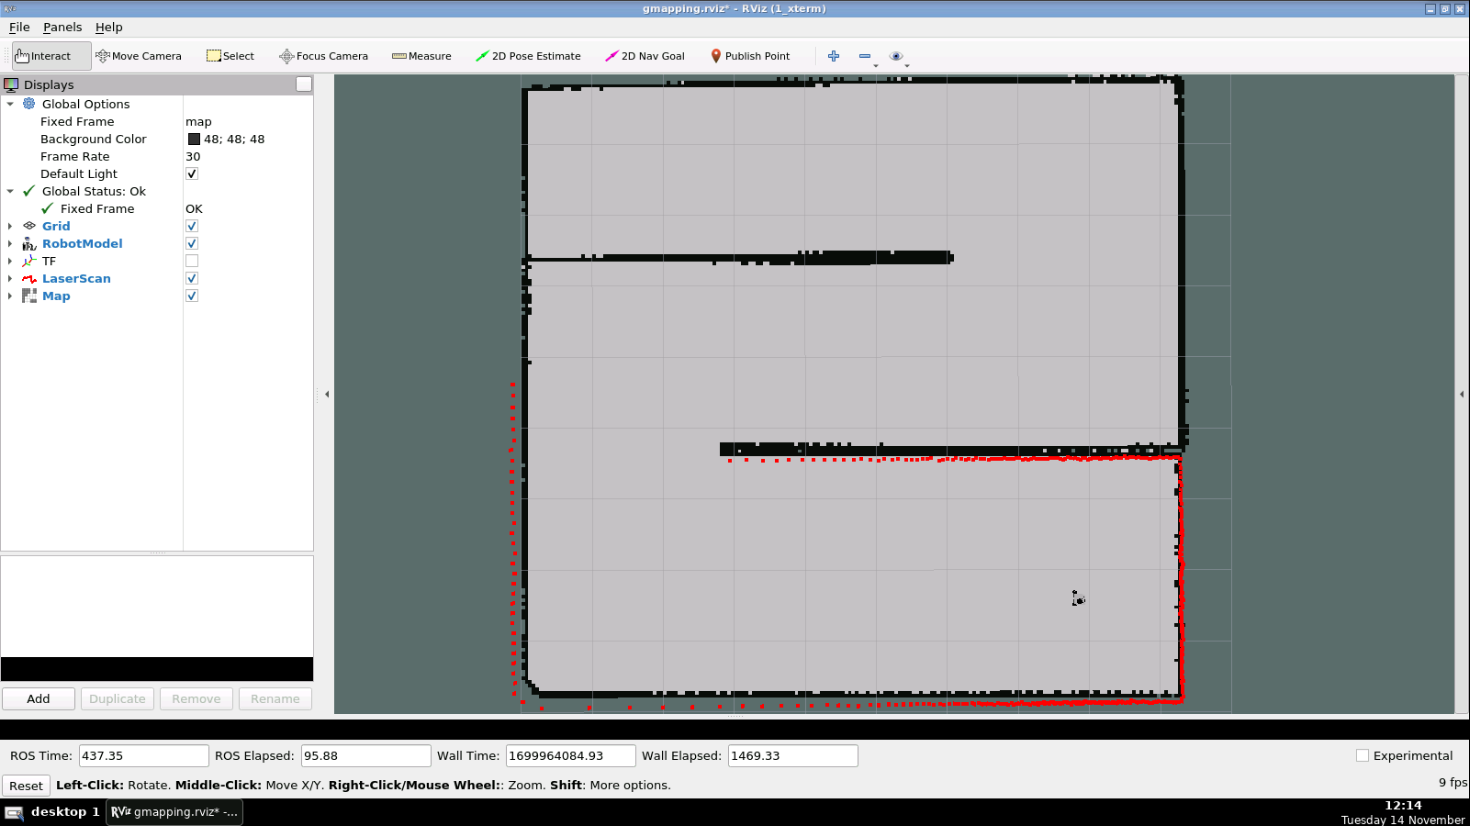 gmapping.rviz* - RViz (1_xterm)
File Panels Help
Interact Move Camera Select Focus Camera Measure 2D Pose Estimate 2D Nav Goal Publish Point
Displays
Global Options
Fixed Frame map
Background Color 48; 48; 48
Frame Rate 30
Default Light
Global Status: Ok
Fixed Frame OK
Grid
RobotModel
TF
LaserScan
Map
Add Duplicate Remove Rename
ROS Time: 437.35 ROS Elapsed: 95.88 Wall Time: 1699964084.93 Wall Elapsed: 1469.33 Experimental
Reset Left-Click: Rotate. Middle-Click: Move X/Y. Right-Click/Mouse Wheel:: Zoom. Shift: More options. 9 fps
desktop 1 RViz gmapping.rviz* -... 12:14
Tuesday 14 November